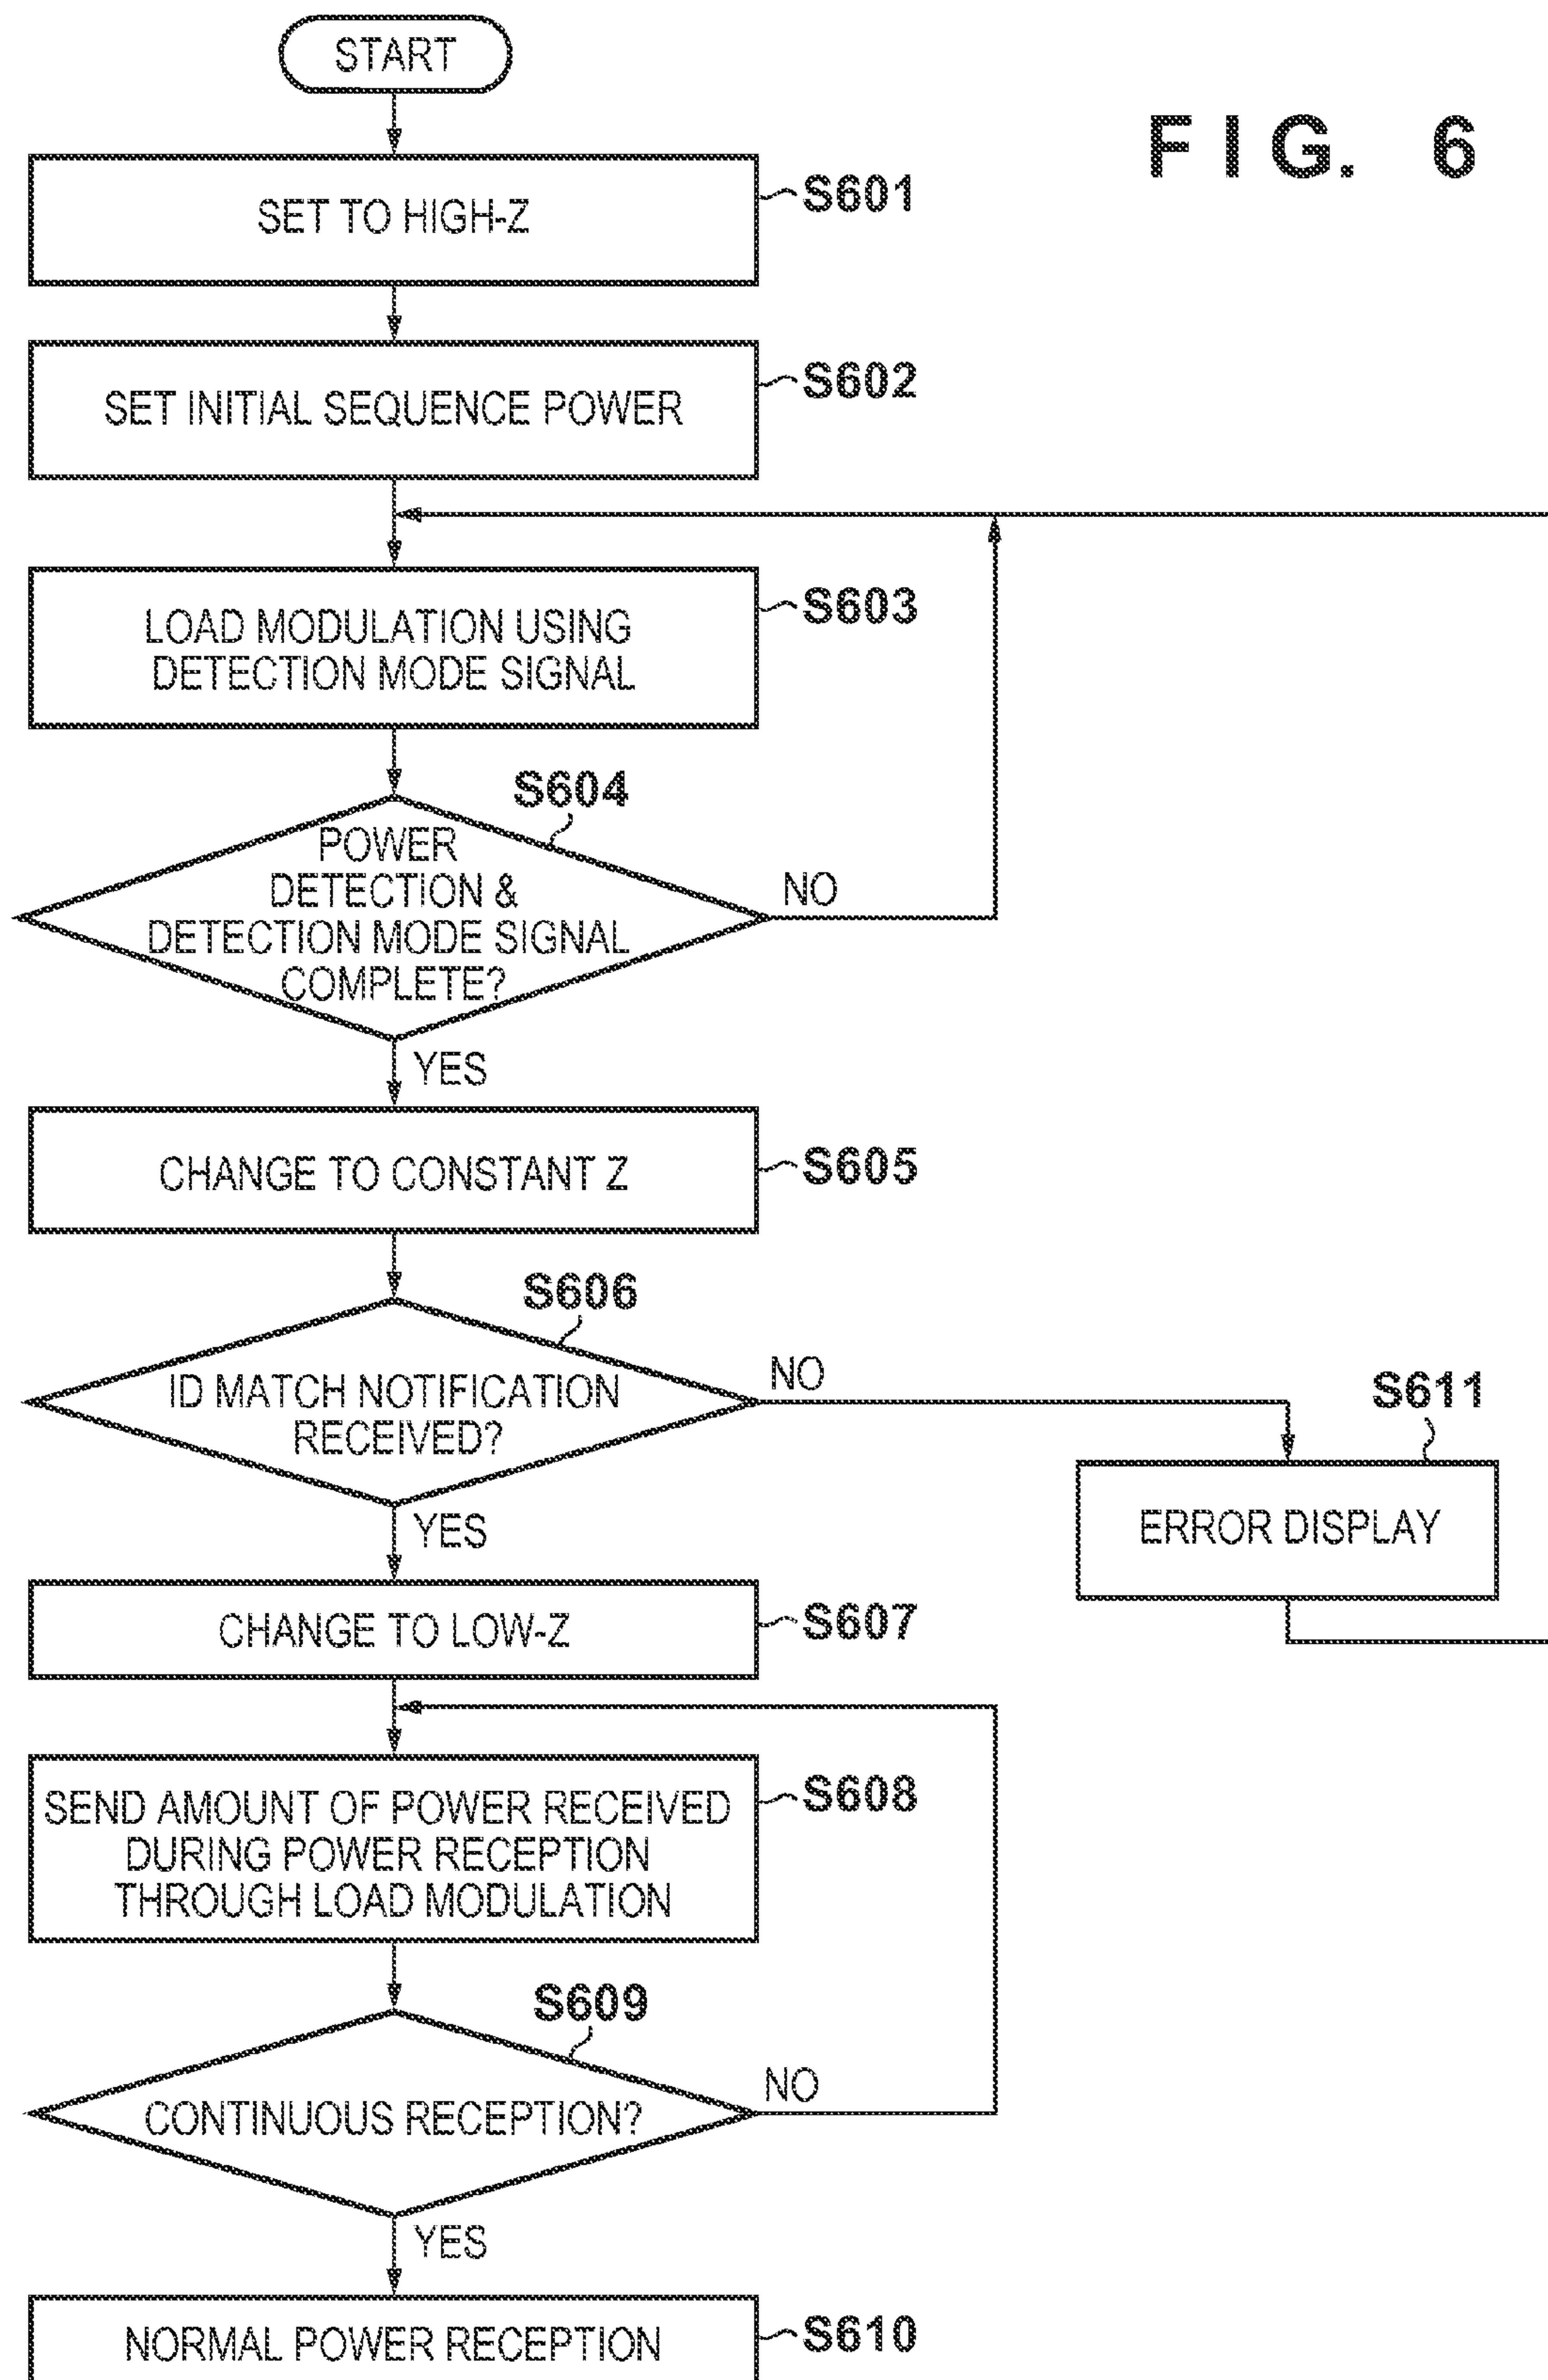 START
FIG. 6
SET TO HIGH-Z
S601
SET INITIAL SEQUENCE POWER
S602
LOAD MODULATION USING
DETECTION MODE SIGNAL
S603
S604
POWER
DETECTION &
DETECTION MODE SIGNAL
COMPLETE?
NO
YES
CHANGE TO CONSTANT Z
S605
S606
ID MATCH NOTIFICATION
RECEIVED?
NO
YES
S611
ERROR DISPLAY
CHANGE TO LOW-Z
S607
SEND AMOUNT OF POWER RECEIVED
DURING POWER RECEPTION
THROUGH LOAD MODULATION
S608
S609
CONTINUOUS RECEPTION?
NO
YES
NORMAL POWER RECEPTION
S610